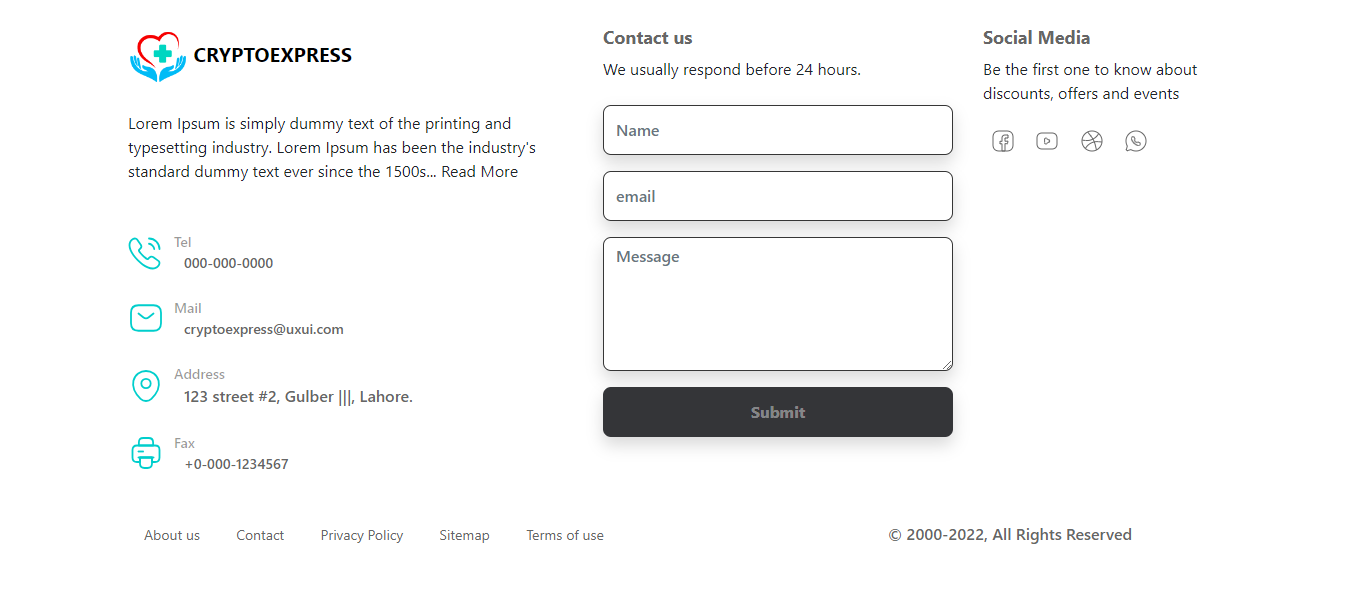 CRYPTOEXPRESS
Lorem Ipsum is simply dummy text of the printing and
typesetting industry. Lorem Ipsum has been the industry's
standard dummy text ever since the 1500s... Read More
Tel
000-000-0000
Mail
cryptoexpress@uxui.com
Address
123 street #2, Gulber |||, Lahore.
Fax
+0-000-1234567
Contact us
We usually respond before 24 hours.
Name
email
Message
Submit
Social Media
Be the first one to know about
discounts, offers and events
About us Contact Privacy Policy Sitemap Terms of use
© 2000-2022, All Rights Reserved